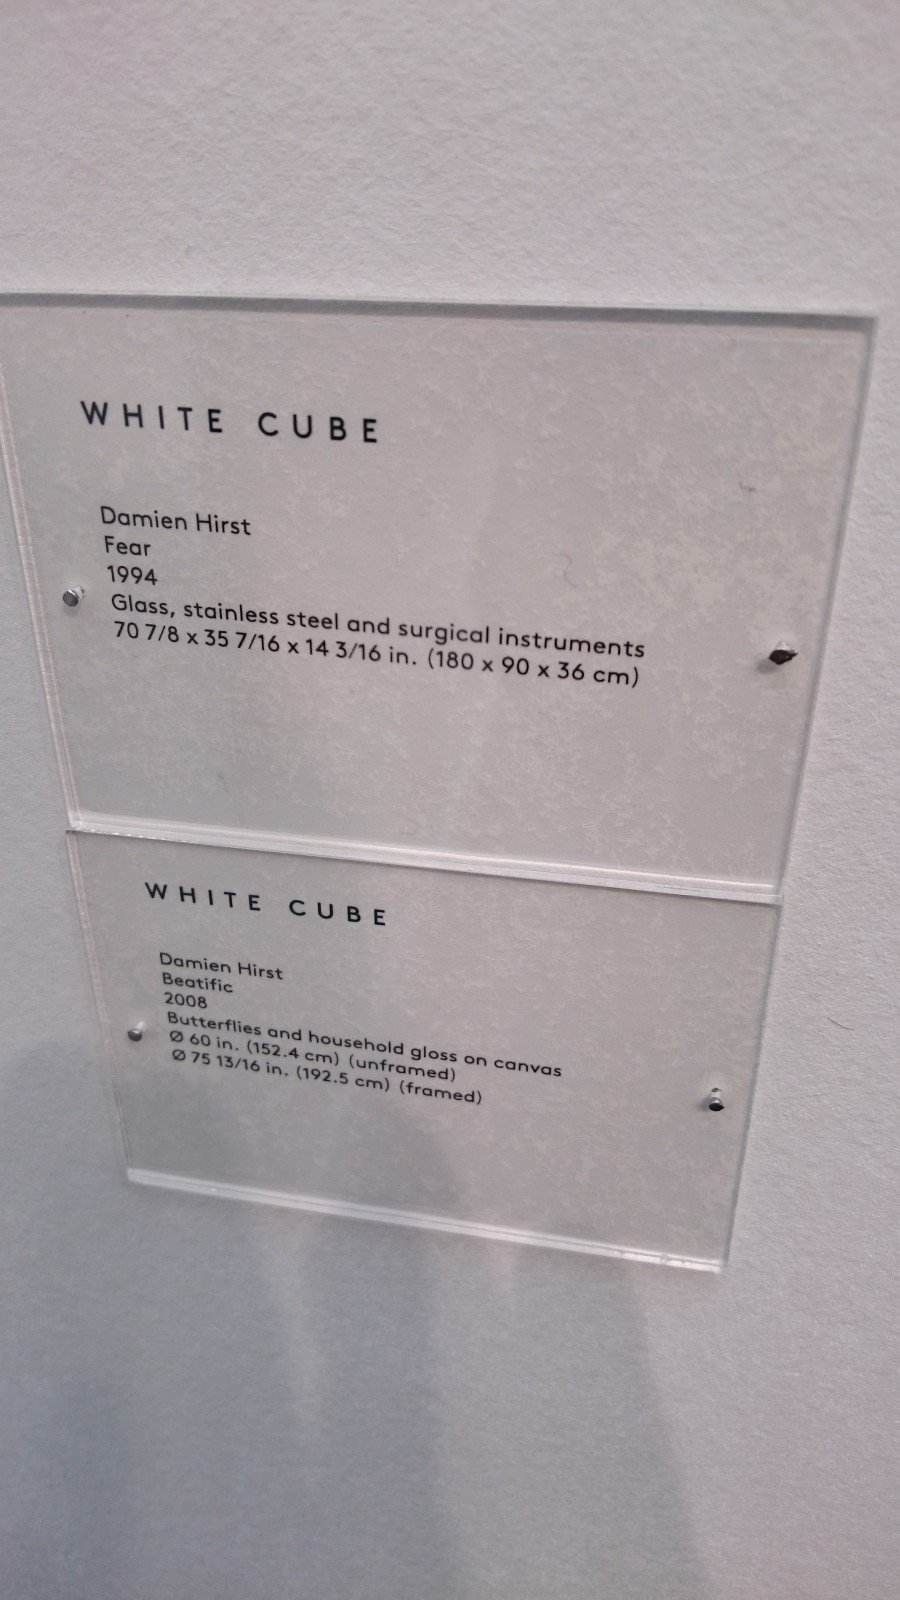 WHITE CUBE
Damien Hirst
Fear
1994
Glass, stainless steel and surgical instruments
70 7/8 x 35 7/16 x 14 3/16 in. (180 x 90 x 36 cm)
WHITE CUBE
Damien Hirst
Beatific
2008
Butterflies and household gloss on canvas
Ø 60 in. (152.4 cm) (unframed)
Ø 75 13/16 in. (192.5 cm) (framed)